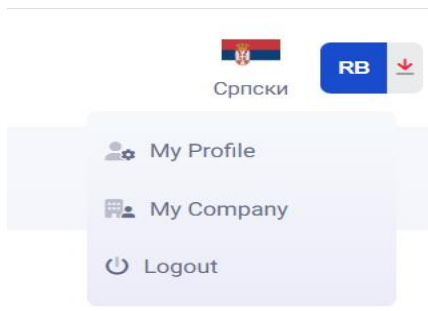 Српски
RB
My Profile
My Company
Logout